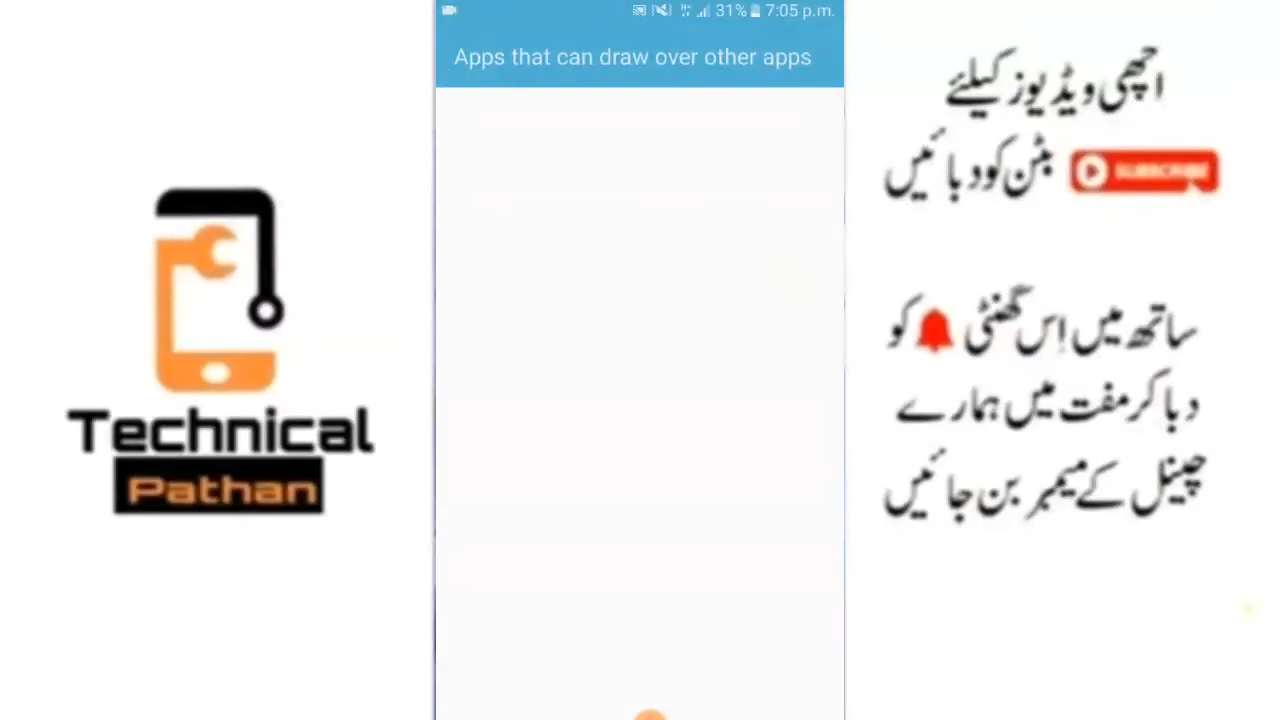 31% 7:05 p.m.
Apps that can draw over other apps
Technical
Pathan
اچھی ویڈیوز کیلئے
بٹن کو دبائیں
SUBSCRIBE
ساتھ میں اِس گھنٹی کو
دبا کر مفت میں ہمارے
چینل کے میمبر بن جائیں